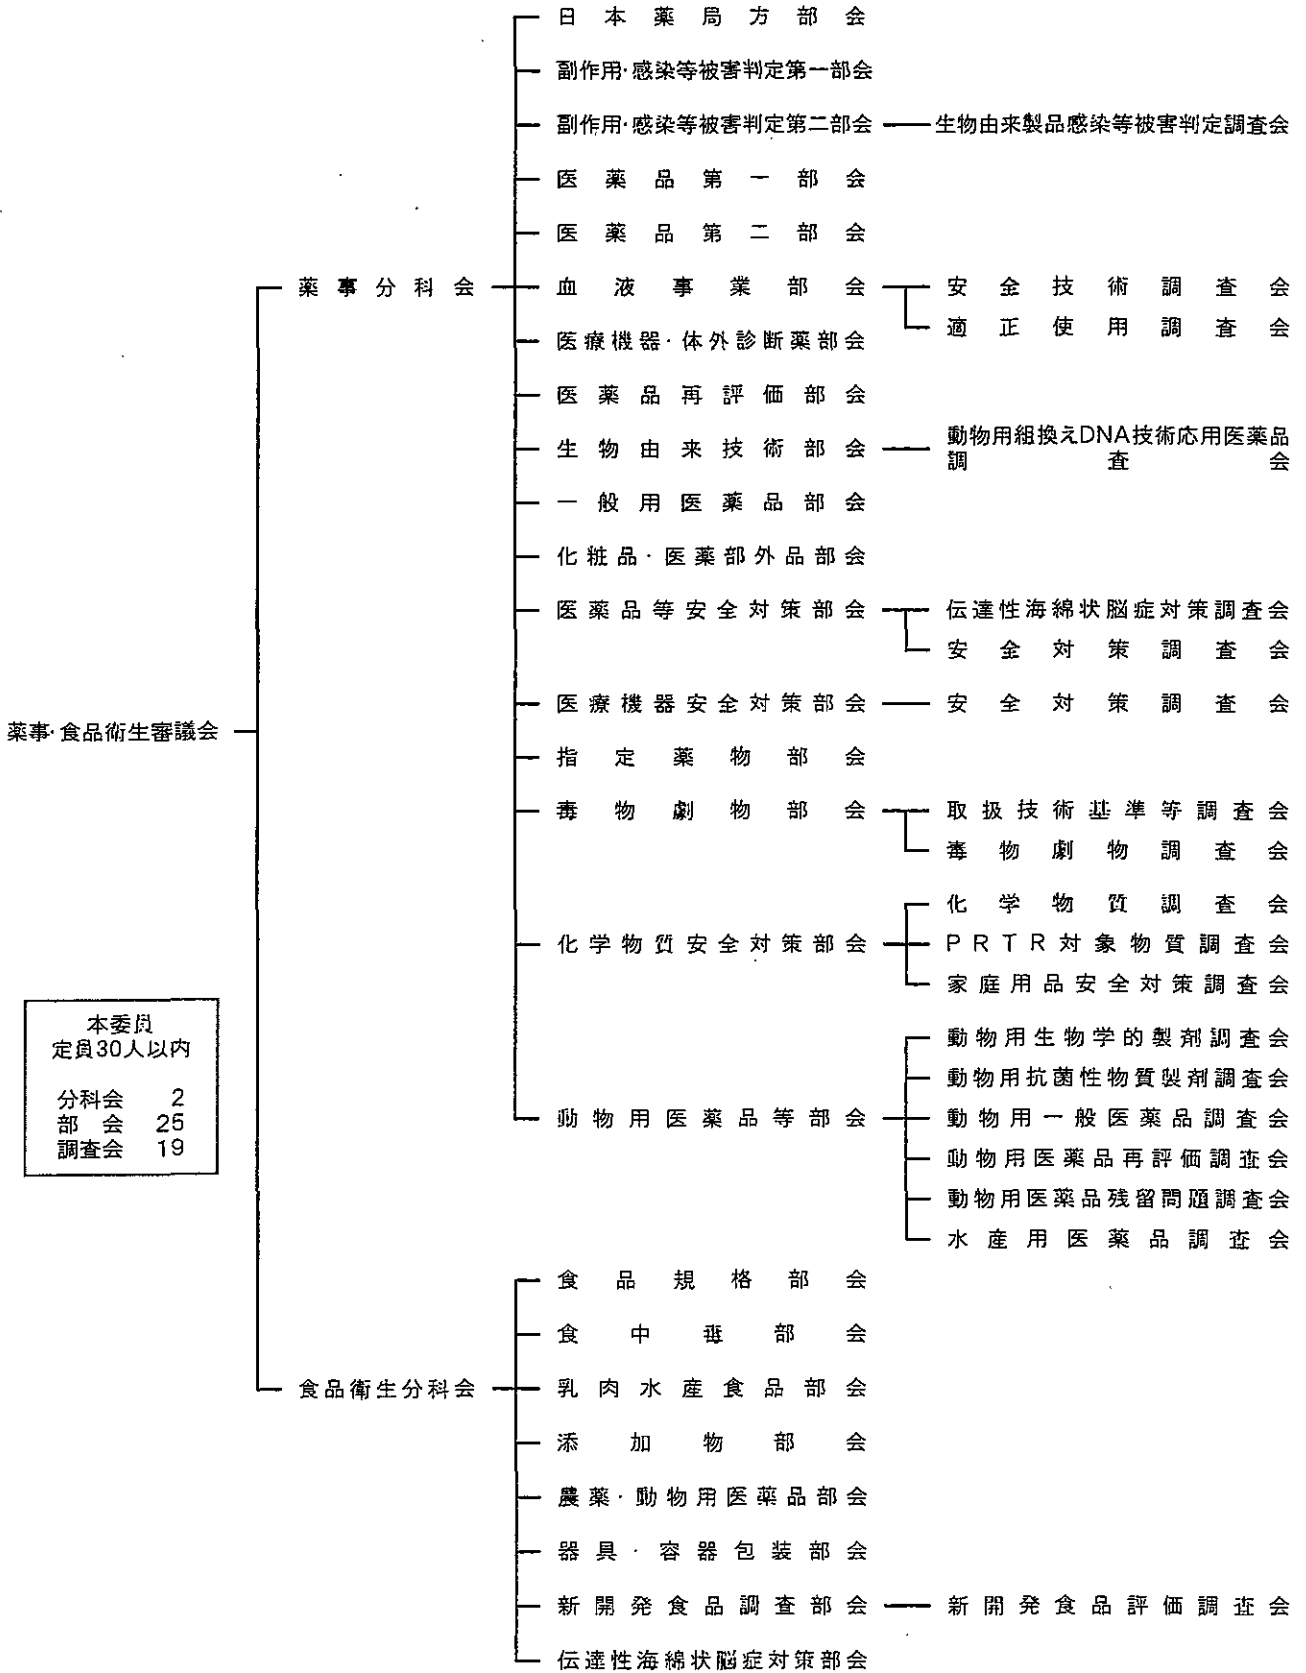 日本薬局方部会
副作用・感染等被害判定第一部会
副作用・感染等被害判定第二部会
生物由来製品感染等被害判定調査会
医薬品第一部会
医薬品第二部会
薬事分科会
血液事業部会
安全技術調査会
適正使用調査会
医療機器・体外診断薬部会
医薬品再評価部会
生物由来技術部会
動物用組換えDNA技術応用医薬品
調査会
一般用医薬品部会
化粧品・医薬部外品部会
医薬品等安全対策部会
伝達性海綿状脳症対策調査会
安全対策調査会
医療機器安全対策部会
安全対策調査会
薬事・食品衛生審議会
指定薬物部会
毒物劇物部会
取扱技術基準等調査会
毒物劇物調査会
化学物質安全対策部会
化学物質調査会
PRTR対象物質調査会
家庭用品安全対策調査会
本委員
定員30人以内
分科会 2
部会 25
調査会 19
動物用医薬品等部会
動物用生物学的製剤調査会
動物用抗菌性物質製剤調査会
動物用一般医薬品調査会
動物用医薬品再評価調査会
動物用医薬品残留問題調査会
水産用医薬品調査会
食品衛生分科会
食品規格部会
食中毒部会
乳肉水産食品部会
添加物部会
農薬・動物用医薬品部会
器具・容器包装部会
新開発食品調査部会
新開発食品評価調査会
伝達性海綿状脳症対策部会